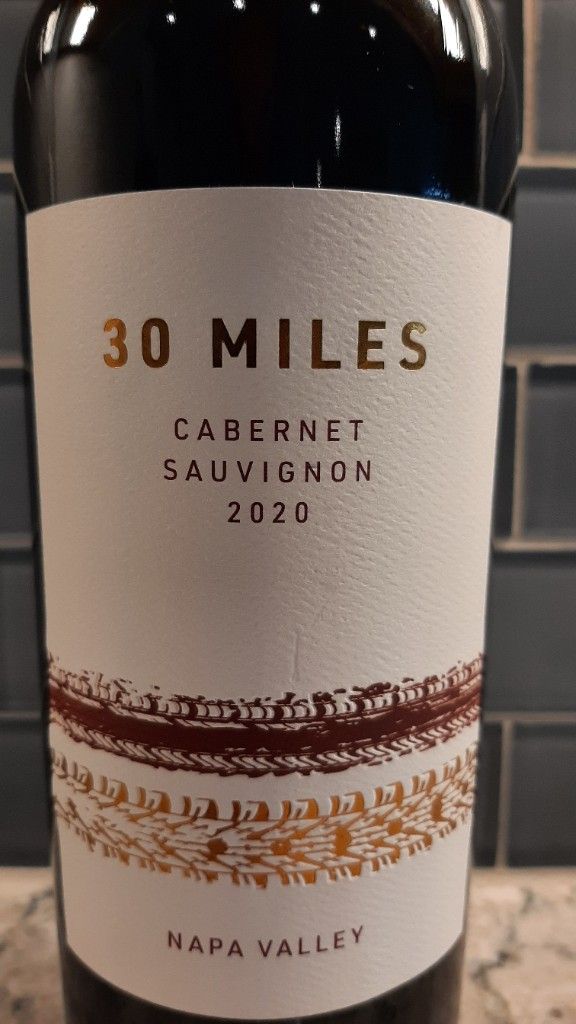 30 MILES
CABERNET
SAUVIGNON
2020
NAPA VALLEY